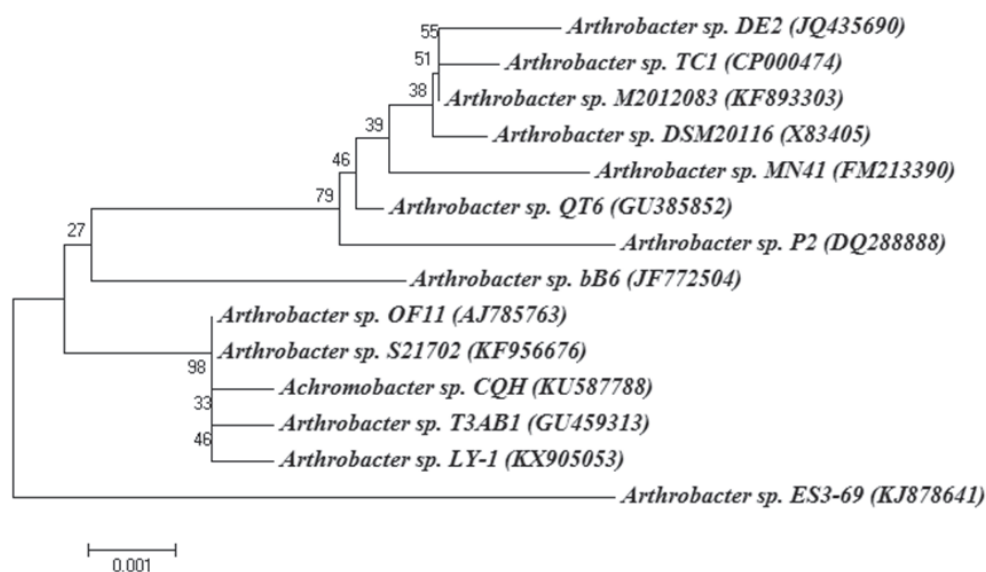 55
Arthrobacter sp. DE2 (JQ435690)
51
Arthrobacter sp. TC1 (CP000474)
38
Arthrobacter sp. M2012083 (KF893303)
39
Arthrobacter sp. DSM20116 (X83405)
46
Arthrobacter sp. MN41 (FM213390)
79
Arthrobacter sp. QT6 (GU385852)
27
Arthrobacter sp. P2 (DQ288888)
Arthrobacter sp. bB6 (JF772504)
Arthrobacter sp. OF11 (AJ785763)
Arthrobacter sp. S21702 (KF956676)
98
Achromobacter sp. CQH (KU587788)
33
Arthrobacter sp. T3AB1 (GU459313)
46
Arthrobacter sp. LY-1 (KX905053)
Arthrobacter sp. ES3-69 (KJ878641)
0.001